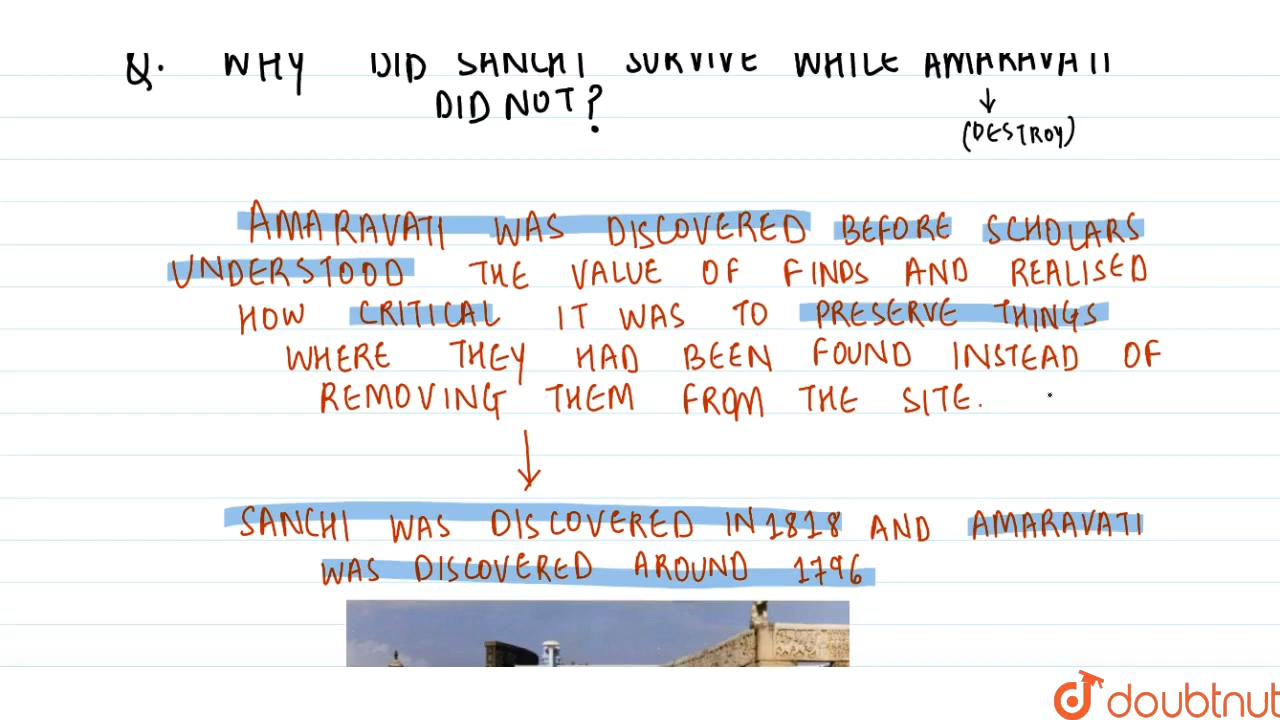 Q. WHY DID SANCHI SURVIVE WHILE AMARAVATI
DID NOT?
(DESTROY)
AMARAVATI WAS DISCOVERED BEFORE SCHOLARS
UNDERSTOOD THE VALUE OF FINDS AND REALISED
HOW CRITICAL IT WAS TO PRESERVE THINGS
WHERE THEY HAD BEEN FOUND INSTEAD OF
REMOVING THEM FROM THE SITE.
SANCHI WAS DISCOVERED IN 1818 AND AMARAVATI
WAS DISCOVERED AROUND 1796
doubtnut